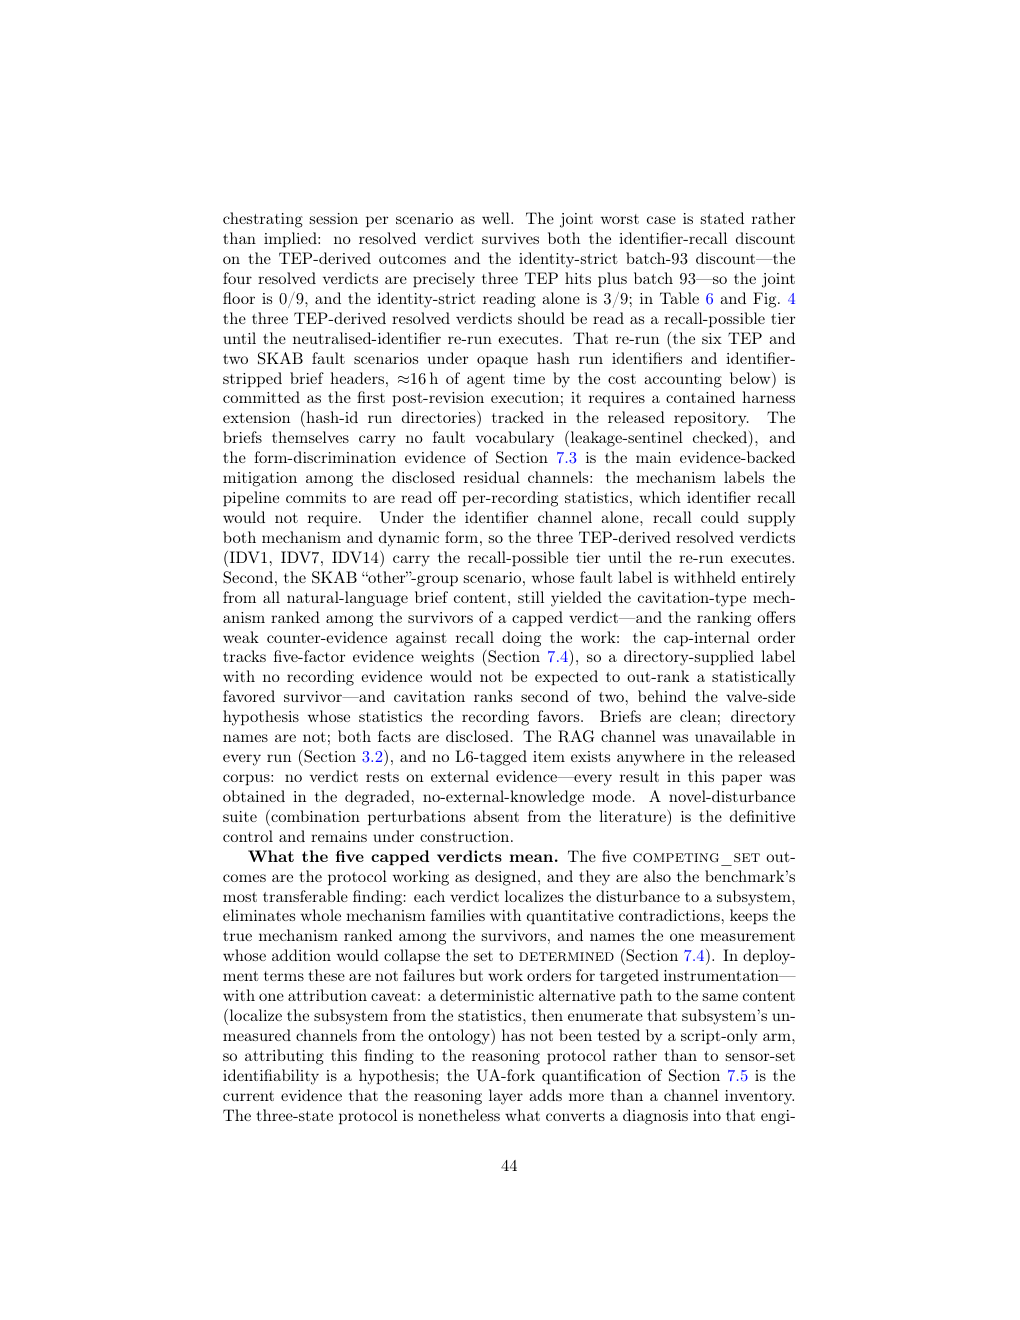 chestrating session per scenario as well. The joint worst case is stated rather
than implied: no resolved verdict survives both the identifier-recall discount
on the TEP-derived outcomes and the identity-strict batch-93 discount—the
four resolved verdicts are precisely three TEP hits plus batch 93—so the joint
floor is 0/9, and the identity-strict reading alone is 3/9; in Table 6 and Fig. 4
the three TEP-derived resolved verdicts should be read as a recall-possible tier
until the neutralised-identifier re-run executes. That re-run (the six TEP and
two SKAB fault scenarios under opaque hash run identifiers and identifier-
stripped brief headers, ≈16 h of agent time by the cost accounting below) is
committed as the first post-revision execution; it requires a contained harness
extension (hash-id run directories) tracked in the released repository. The
briefs themselves carry no fault vocabulary (leakage-sentinel checked), and
the form-discrimination evidence of Section 7.3 is the main evidence-backed
mitigation among the disclosed residual channels: the mechanism labels the
pipeline commits to are read off per-recording statistics, which identifier recall
would not require. Under the identifier channel alone, recall could supply
both mechanism and dynamic form, so the three TEP-derived resolved verdicts
(IDV1, IDV7, IDV14) carry the recall-possible tier until the re-run executes.
Second, the SKAB “other”-group scenario, whose fault label is withheld entirely
from all natural-language brief content, still yielded the cavitation-type mech-
anism ranked among the survivors of a capped verdict—and the ranking offers
weak counter-evidence against recall doing the work: the cap-internal order
tracks five-factor evidence weights (Section 7.4), so a directory-supplied label
with no recording evidence would not be expected to out-rank a statistically
favored survivor—and cavitation ranks second of two, behind the valve-side
hypothesis whose statistics the recording favors. Briefs are clean; directory
names are not; both facts are disclosed. The RAG channel was unavailable in
every run (Section 3.2), and no L6-tagged item exists anywhere in the released
corpus: no verdict rests on external evidence—every result in this paper was
obtained in the degraded, no-external-knowledge mode. A novel-disturbance
suite (combination perturbations absent from the literature) is the definitive
control and remains under construction.
What the five capped verdicts mean. The five COMPETING_SET out-
comes are the protocol working as designed, and they are also the benchmark’s
most transferable finding: each verdict localizes the disturbance to a subsystem,
eliminates whole mechanism families with quantitative contradictions, keeps the
true mechanism ranked among the survivors, and names the one measurement
whose addition would collapse the set to DETERMINED (Section 7.4). In deploy-
ment terms these are not failures but work orders for targeted instrumentation—
with one attribution caveat: a deterministic alternative path to the same content
(localize the subsystem from the statistics, then enumerate that subsystem’s un-
measured channels from the ontology) has not been tested by a script-only arm,
so attributing this finding to the reasoning protocol rather than to sensor-set
identifiability is a hypothesis; the UA-fork quantification of Section 7.5 is the
current evidence that the reasoning layer adds more than a channel inventory.
The three-state protocol is nonetheless what converts a diagnosis into that engi-
44